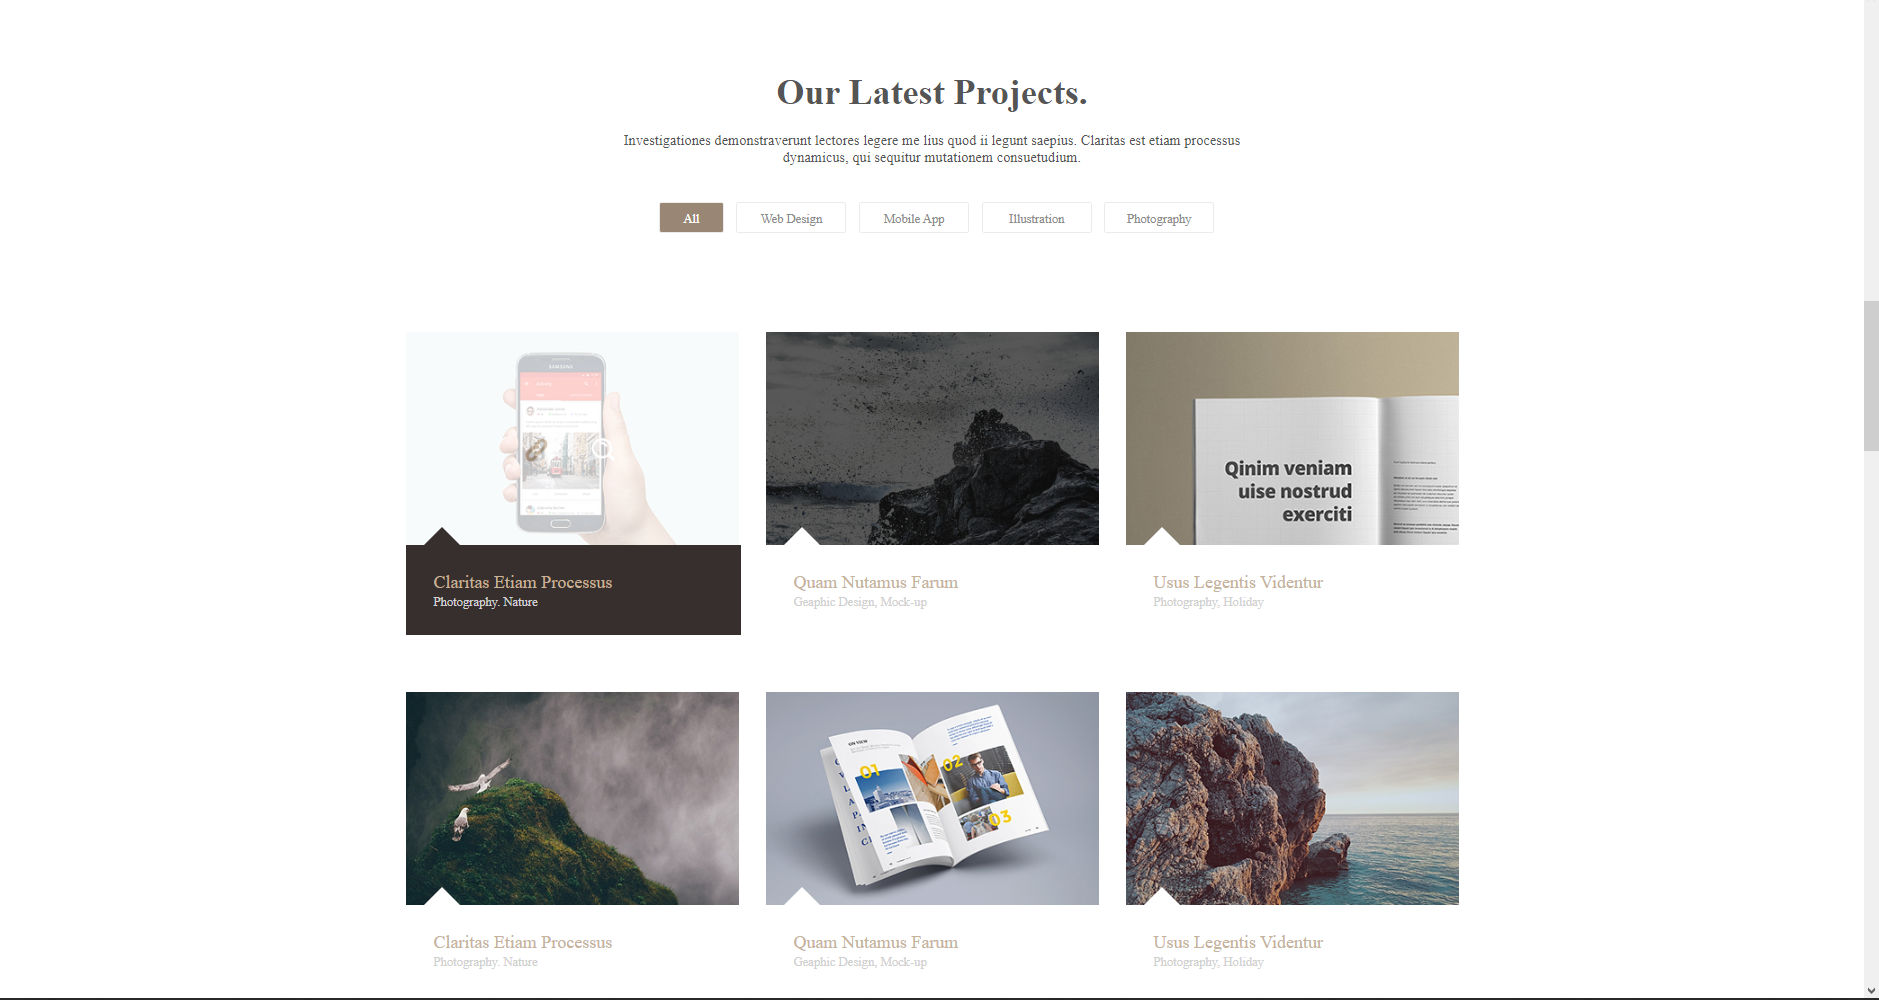 Our Latest Projects.
Investigationes demonstraverunt lectores legere me lius quod ii legunt saepius. Claritas est etiam processus
dynamicus, qui sequitur mutationem consuetudium.
All
Web Design
Mobile App
Illustration
Photography
SAMSUNG
Qinim veniam
uise nostrud
exerciti
Claritas Etiam Processus
Photography. Nature
Quam Nutamus Farum
Geaphic Design, Mock-up
Usus Legentis Videntur
Photography, Holiday
ON VIEW
01
02
03
Claritas Etiam Processus
Photography. Nature
Quam Nutamus Farum
Geaphic Design, Mock-up
Usus Legentis Videntur
Photography, Holiday